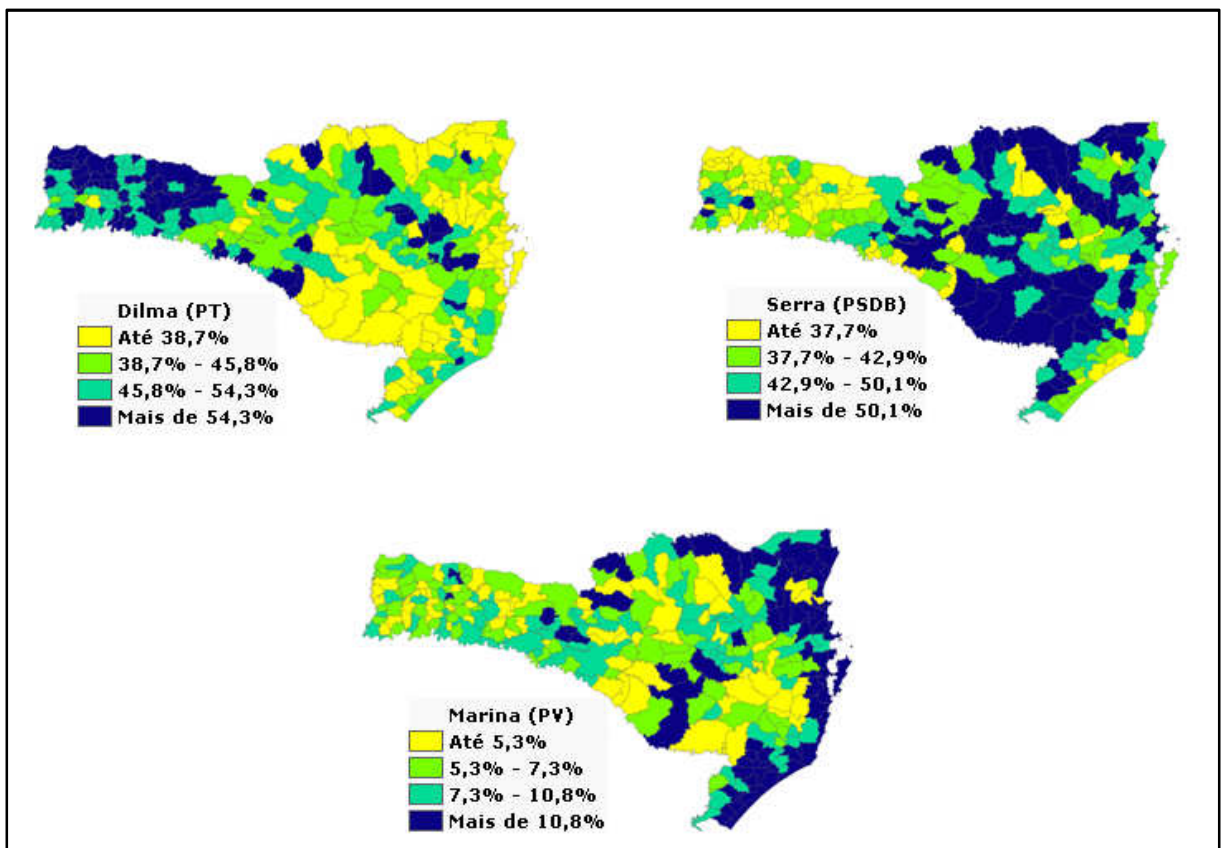 Dilma (PT)
Até 38,7%
38,7% - 45,8%
45,8% - 54,3%
Mais de 54,3%
Serra (PSDB)
Até 37,7%
37,7% - 42,9%
42,9% - 50,1%
Mais de 50,1%
Marina (PV)
Até 5,3%
5,3% - 7,3%
7,3% - 10,8%
Mais de 10,8%